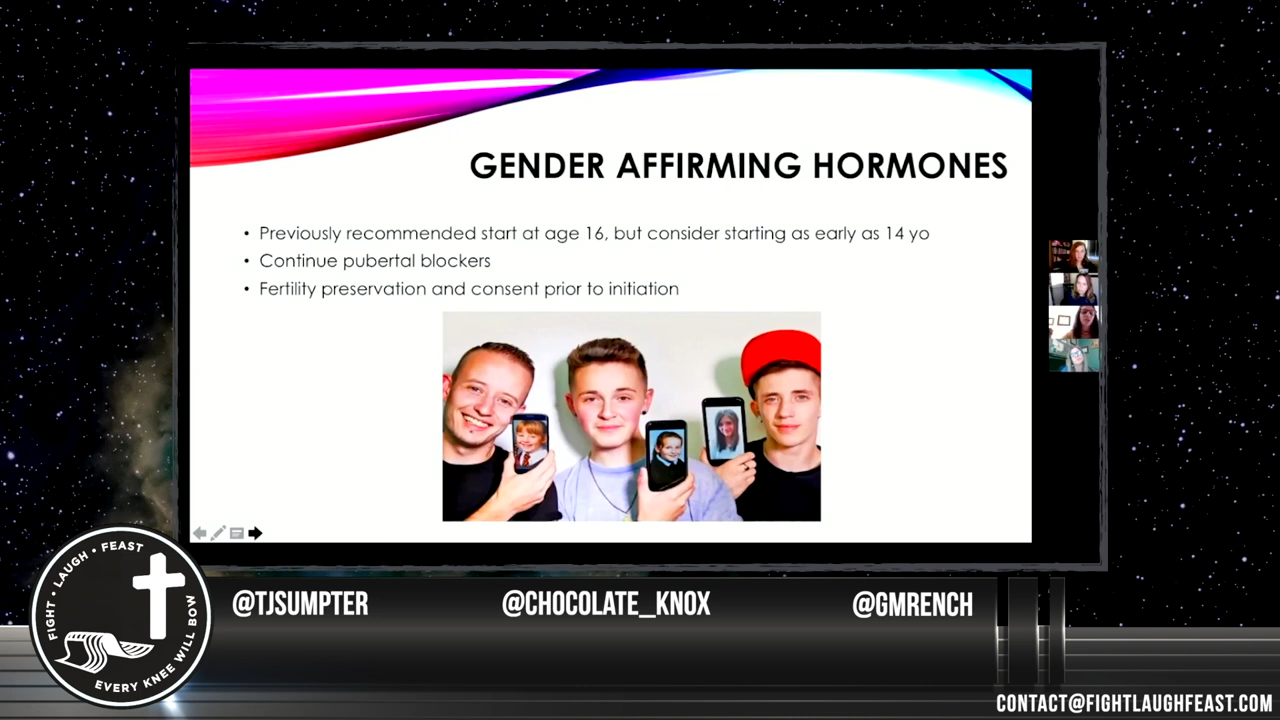 GENDER AFFIRMING HORMONES
• Previously recommended start at age 16, but consider starting as early as 14 yo
• Continue pubertal blockers
• Fertility preservation and consent prior to initiation
FIGHT • LAUGH • FEAST
EVERY KNEE WILL BOW
@TJSUMPTER
@CHOCOLATE_KNOX
@GMRENCH
CONTACT@FIGHTLAUGHFEAST.COM